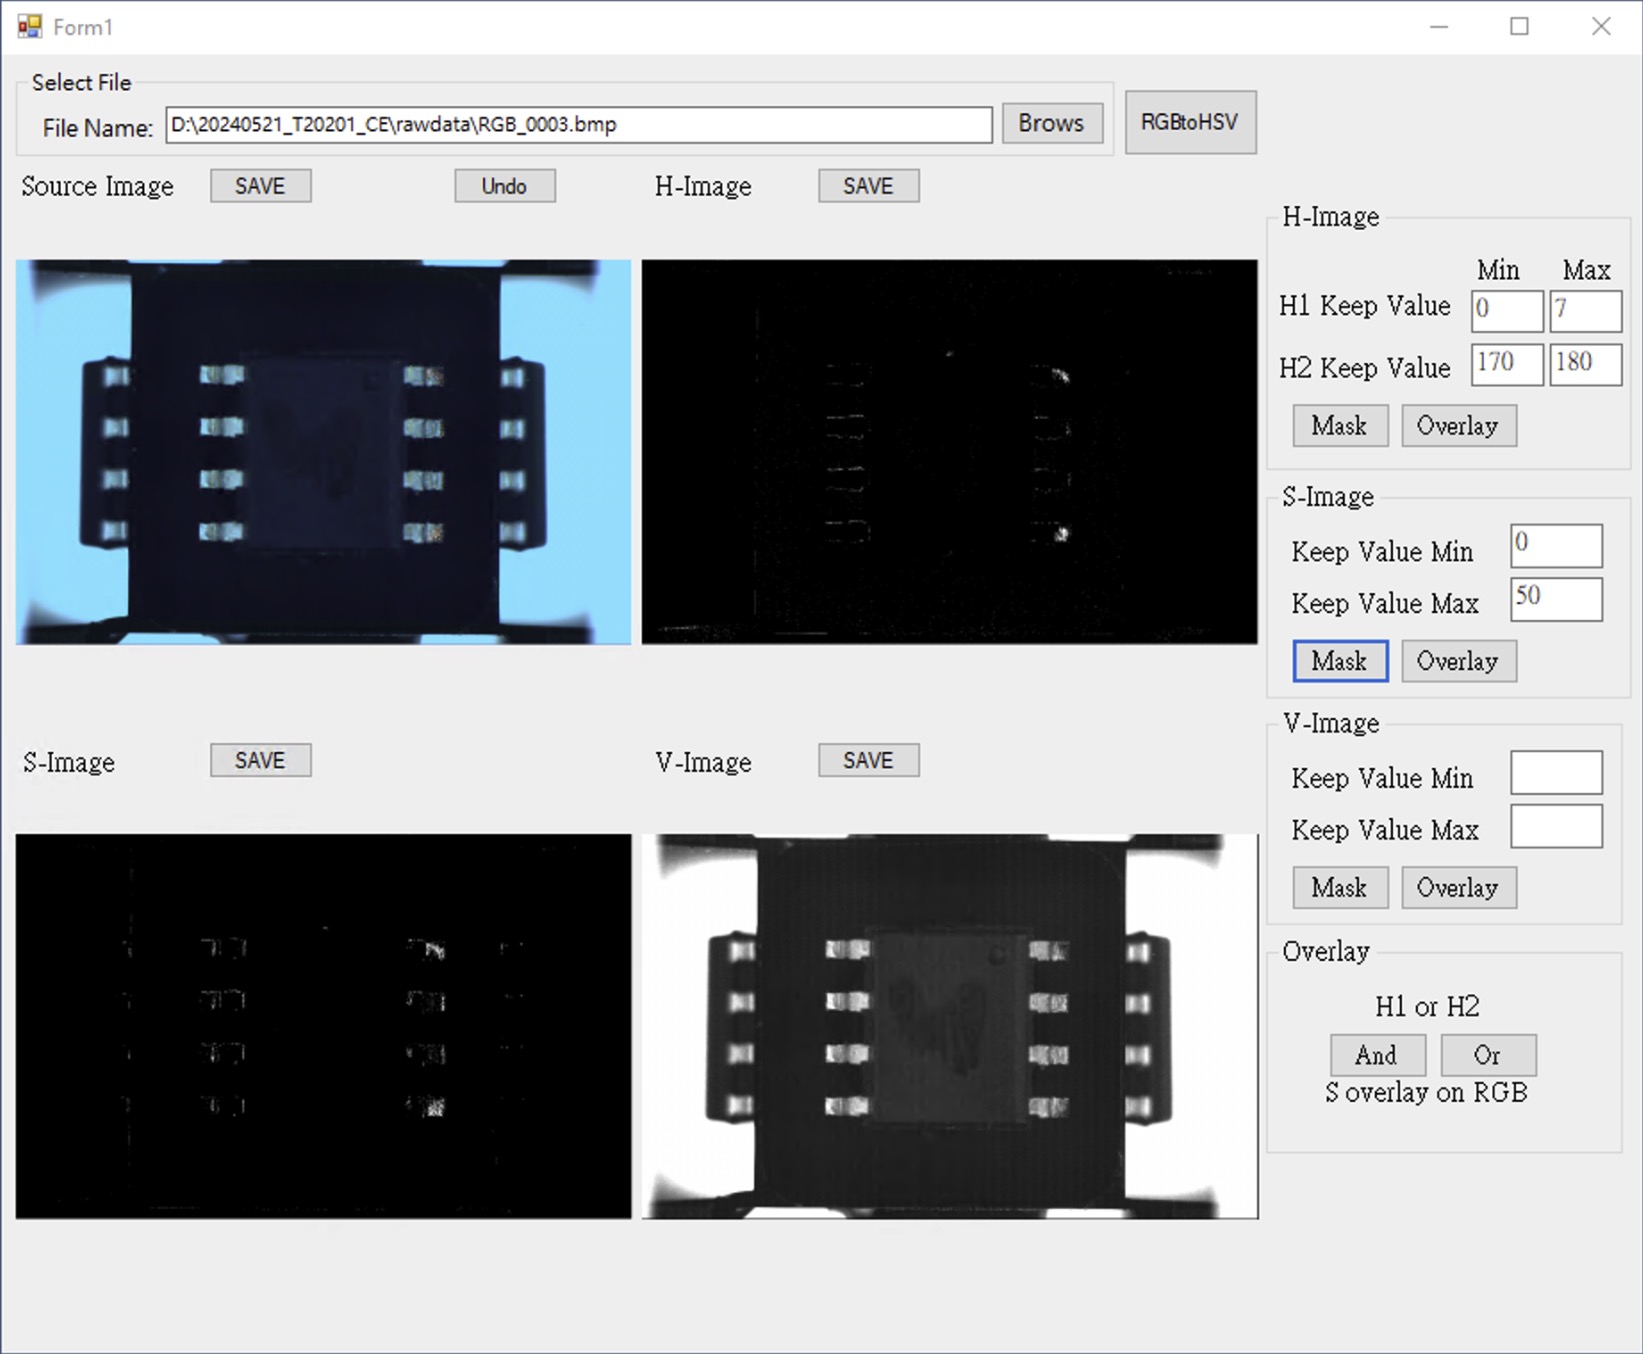 Form1
Select File
File Name: D:\20240521_T20201_CE\rawdata\RGB_0003.bmp Brows RGBtoHSV
Source Image SAVE Undo H-Image SAVE
H-Image
Min Max
H1 Keep Value 0 7
H2 Keep Value 170 180
Mask Overlay
S-Image
Keep Value Min 0
Keep Value Max 50
Mask Overlay
S-Image SAVE V-Image SAVE
V-Image
Keep Value Min
Keep Value Max
Mask Overlay
Overlay
H1 or H2
And Or
S overlay on RGB